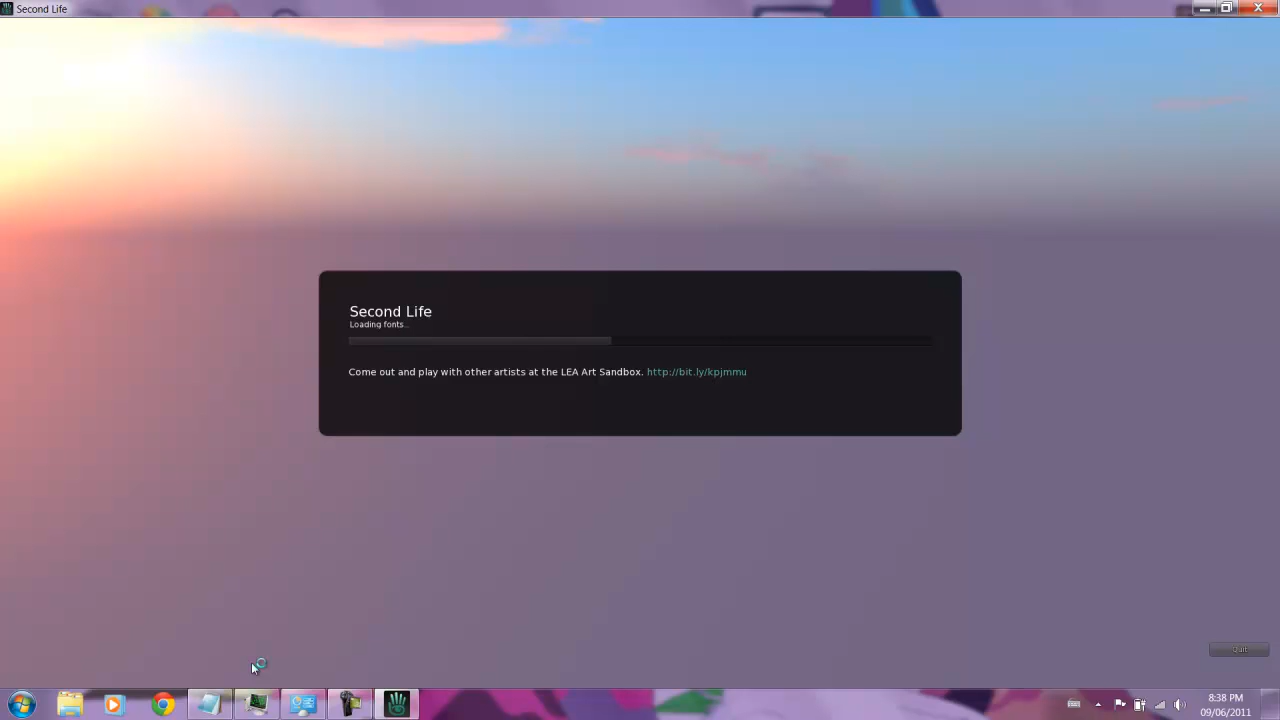 Second Life
Second Life
Loading fonts...
Come out and play with other artists at the LEA Art Sandbox. http://bit.ly/kpjmmu
Quit
8:38 PM
09/06/2011